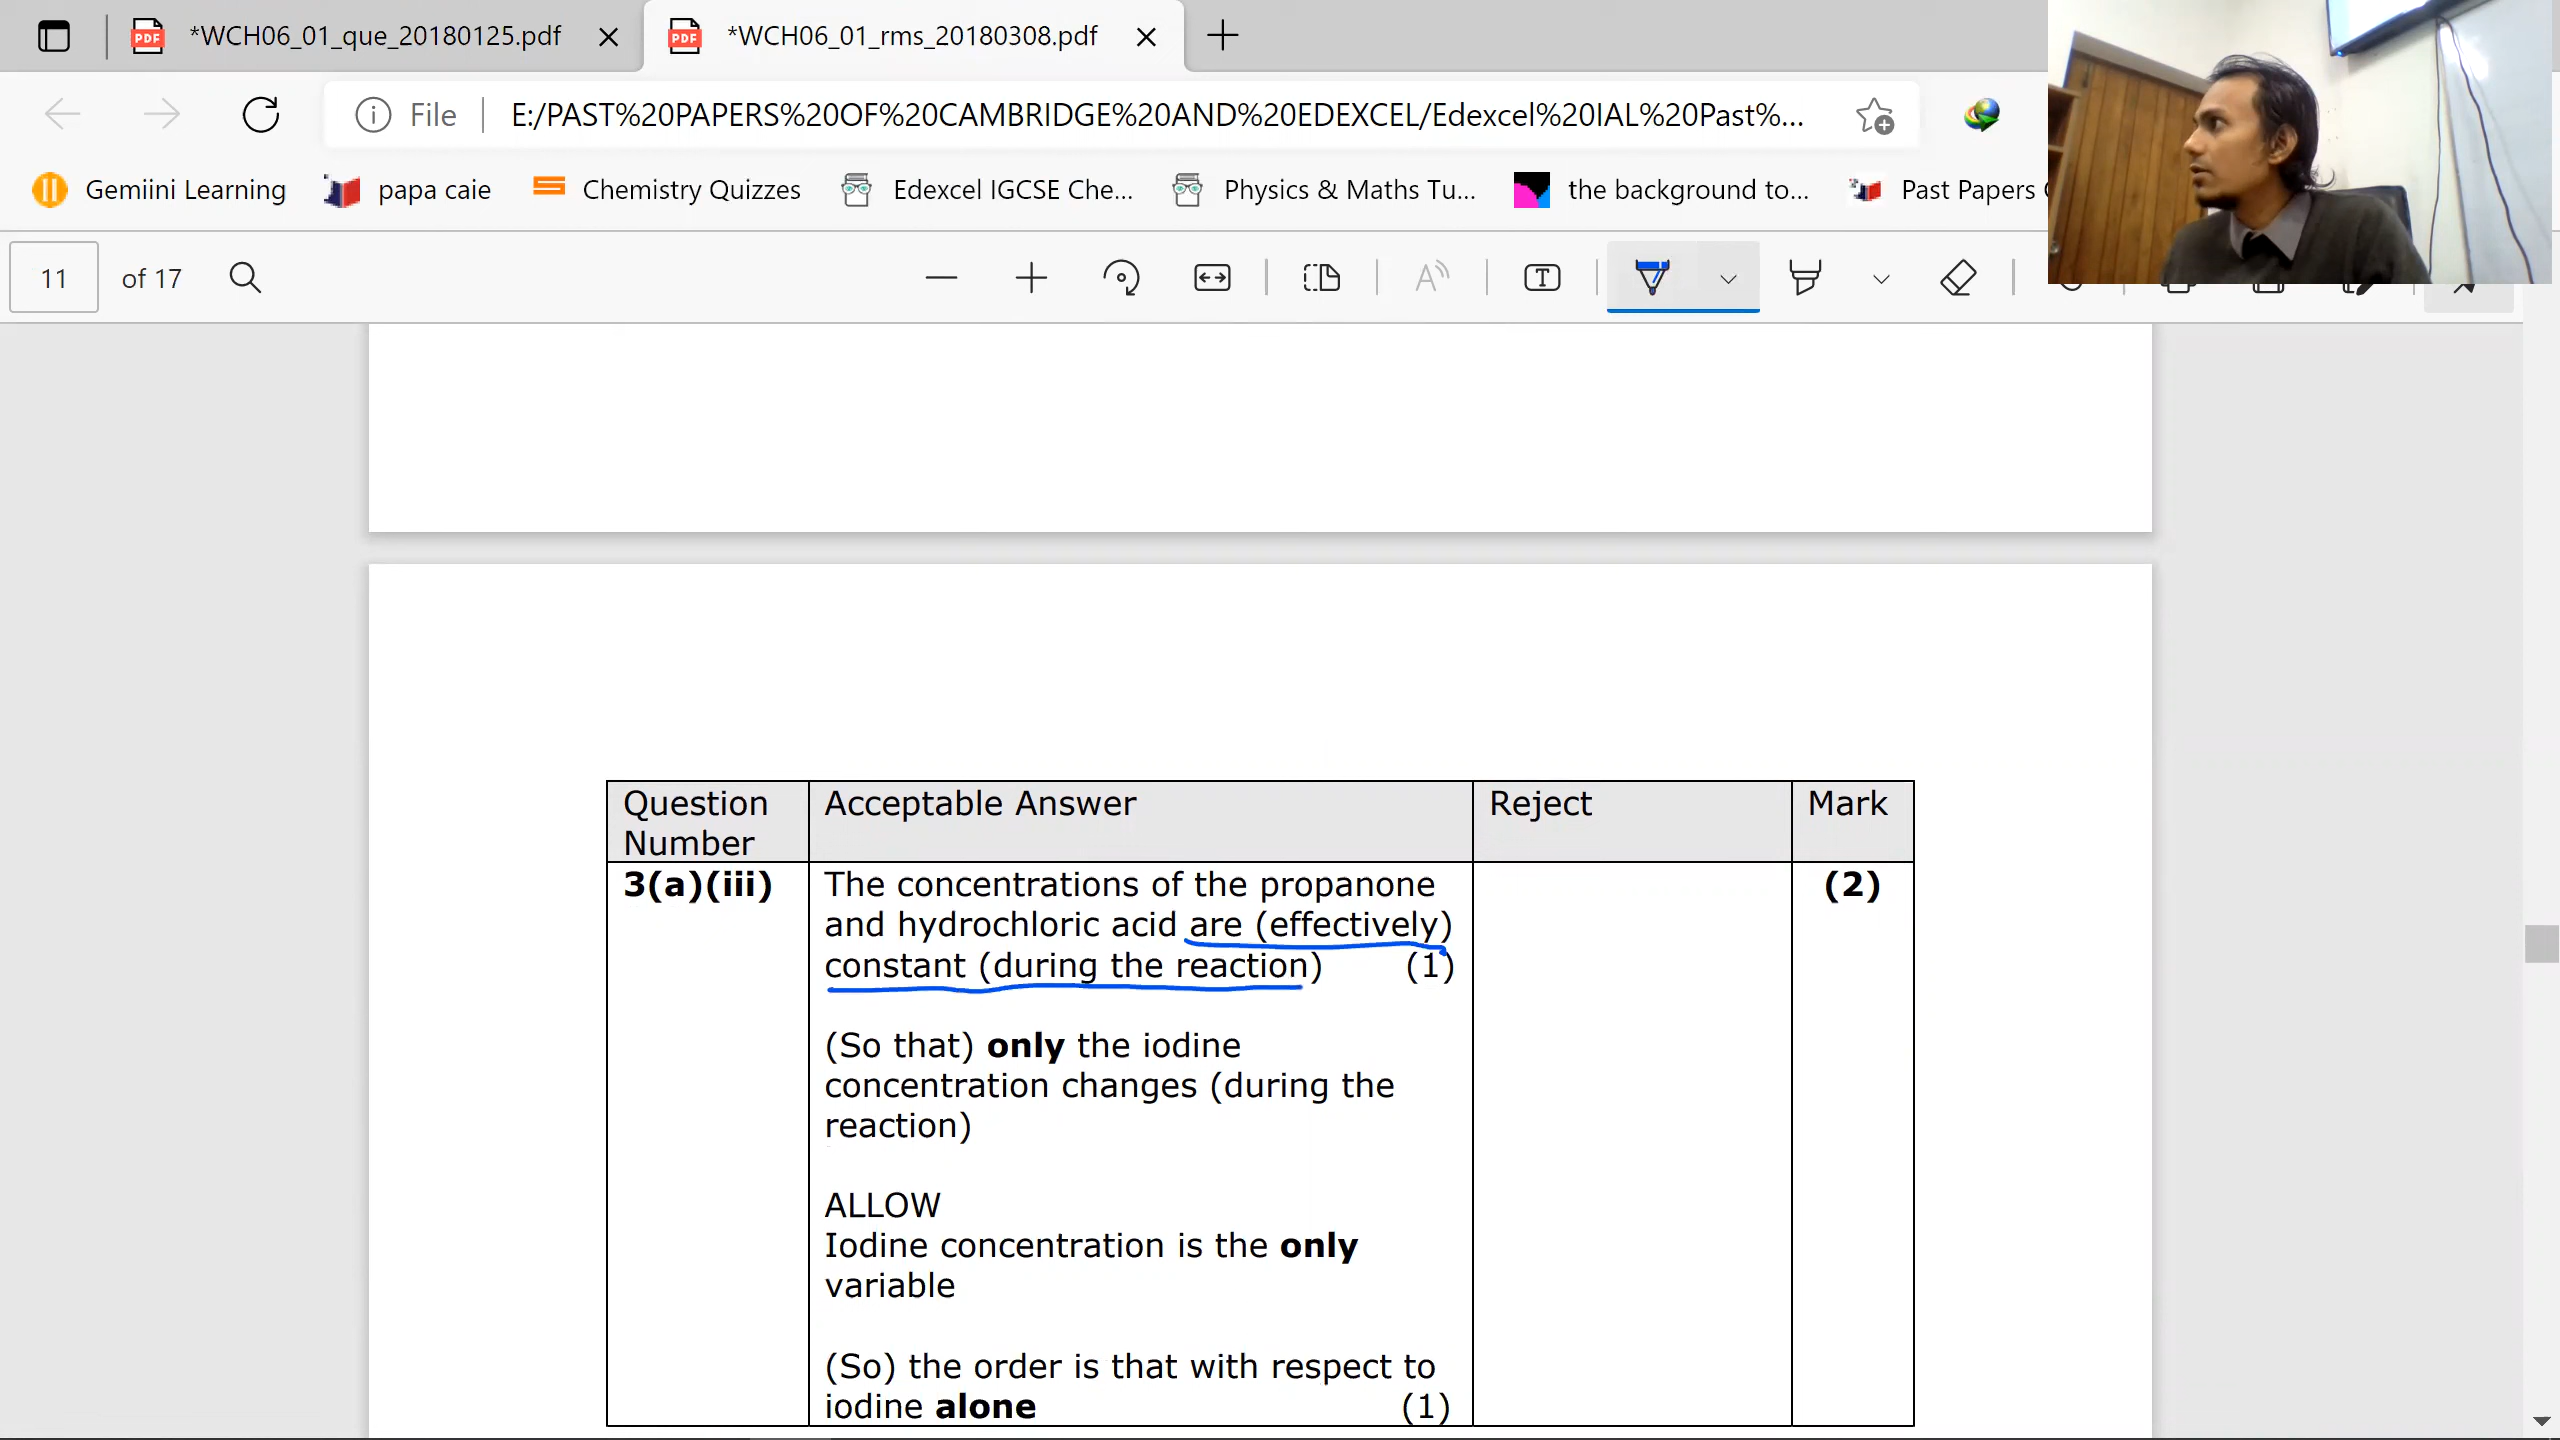 *WCH06_01_que_20180125.pdf
*WCH06_01_rms_20180308.pdf
File
E:/PAST%20PAPERS%20OF%20CAMBRIDGE%20AND%20EDEXCEL/Edexcel%20IAL%20Past%...
Gemiini Learning
papa caie
Chemistry Quizzes
Edexcel IGCSE Che...
Physics & Maths Tu...
the background to...
Past Papers
11 of 17
Question Number
Acceptable Answer
Reject
Mark
3(a)(iii)
The concentrations of the propanone
and hydrochloric acid are (effectively)
constant (during the reaction) (1)
(So that) only the iodine
concentration changes (during the
reaction)
ALLOW
Iodine concentration is the only
variable
(So) the order is that with respect to
iodine alone (1)
(2)